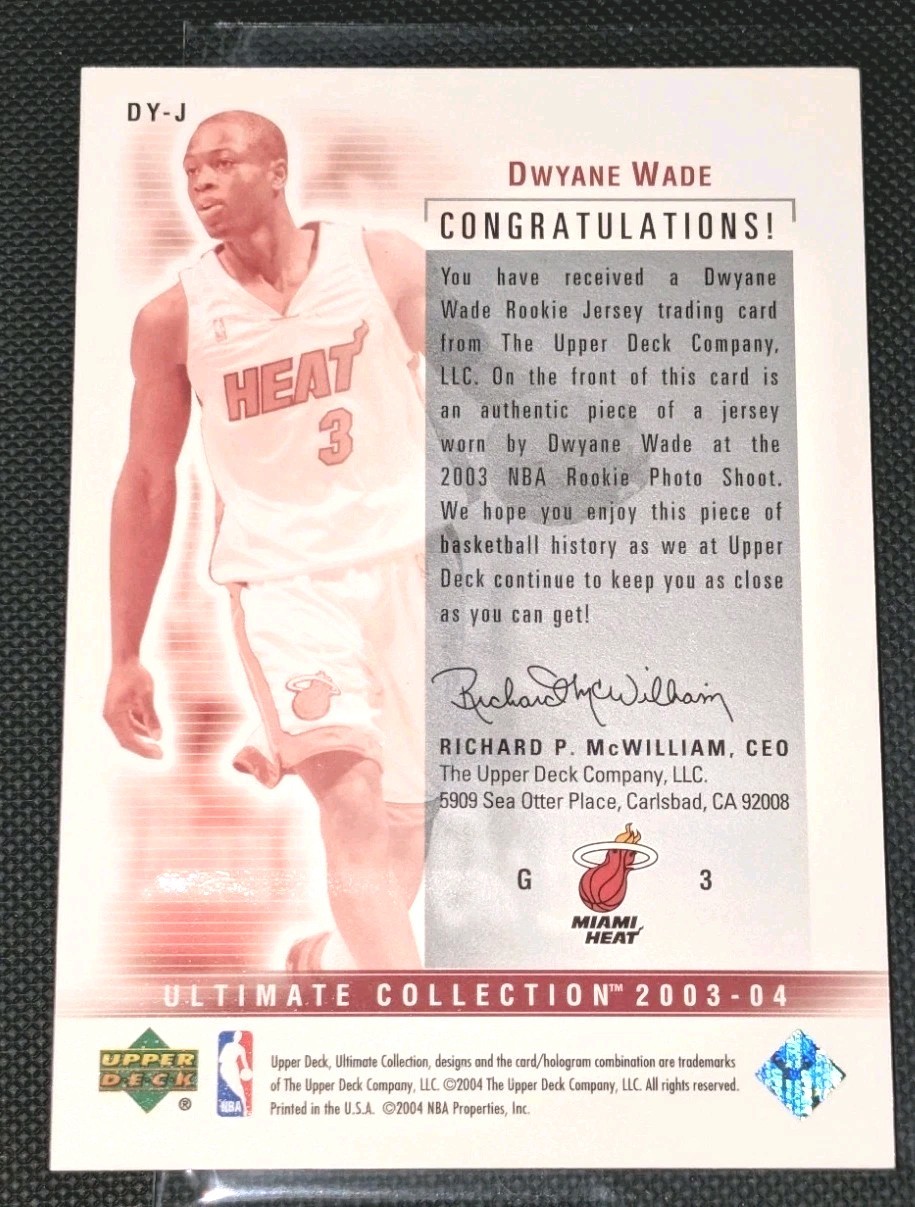 DY-J
DWYANE WADE
CONGRATULATIONS!
You have received a Dwyane
Wade Rookie Jersey trading card
from The Upper Deck Company,
LLC. On the front of this card is
an authentic piece of a jersey
worn by Dwyane Wade at the
2003 NBA Rookie Photo Shoot.
We hope you enjoy this piece of
basketball history as we at Upper
Deck continue to keep you as close
as you can get!
HEAT
3
Richard McWilliam
RICHARD P. McWILLIAM, CEO
The Upper Deck Company, LLC.
5909 Sea Otter Place, Carlsbad, CA 92008
G 3
MIAMI
HEAT
ULTIMATE COLLECTION™ 2003-04
UPPER
DECK
®
NBA
Upper Deck, Ultimate Collection, designs and the card/hologram combination are trademarks
of The Upper Deck Company, LLC. ©2004 The Upper Deck Company, LLC. All rights reserved.
Printed in the U.S.A. ©2004 NBA Properties, Inc.